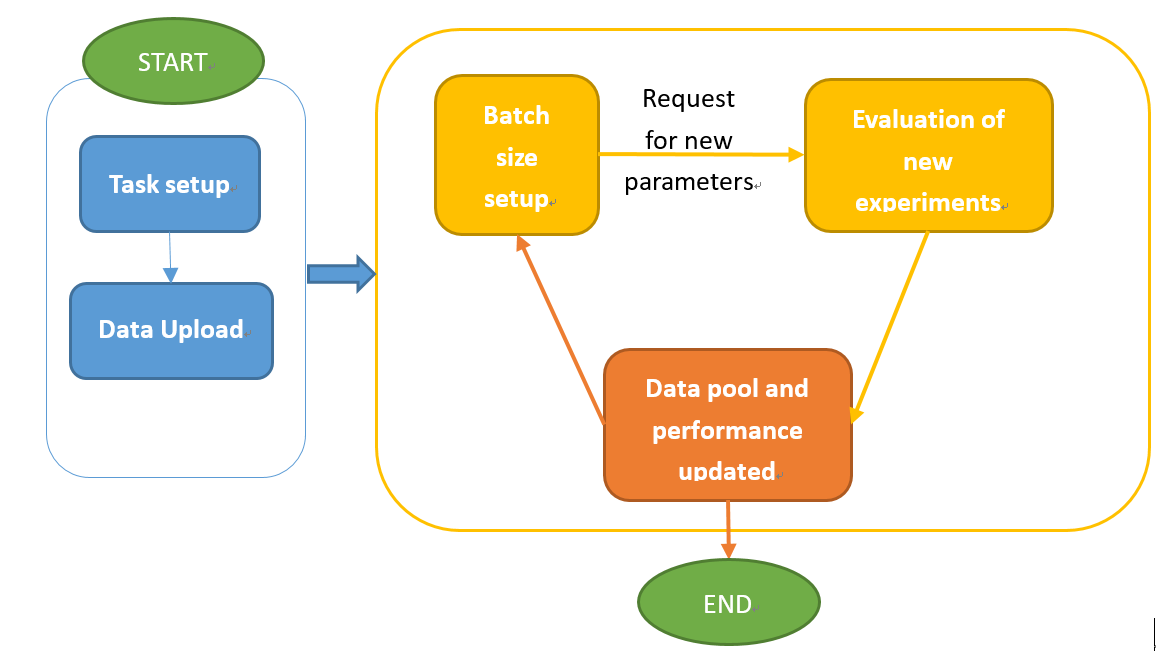 START
Task setup
Data Upload
Batch
size
setup
Request
for new
parameters
Evaluation of
new
experiments
Data pool and
performance
updated
END